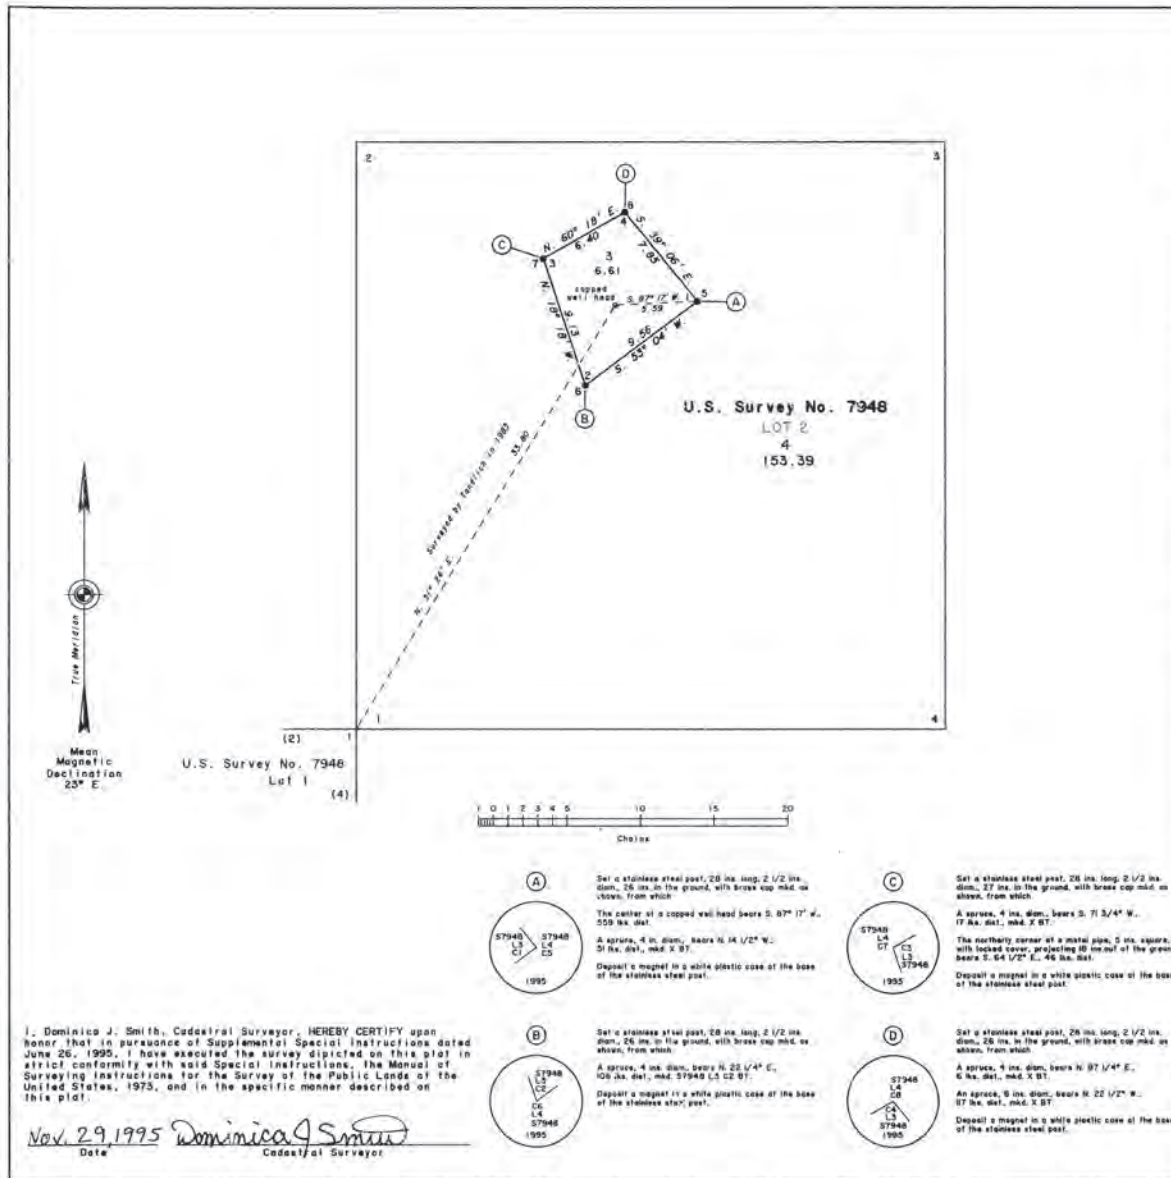 2
3
D
8
4
N. 60° 18' E.
6.40
S. 39° 06' E.
7.85
C
7
3
3
6.61
capped
well head
S. 87° 17' W.
5.59
1
5
A
N. 18° 18' W.
9.13
9.56
S. 53° 04' W.
2
6
B
U.S. Survey No. 7948
LOT 2
4
153.39
Surveyed by in 1987
33.80
N. 31° 26' E.
True Meridian
Mean
Magnetic
Declination
23° E
1
4
(2)
1
U.S. Survey No. 7948
Lot 1
(4)
1 0 1 2 3 4 5 10 15 20
Chains
A
S7948
L3
C1
S7948
L4
C5
1995
Set a stainless steel post, 28 ins. long, 2 1/2 ins.
diam., 26 ins. in the ground, with brass cap mkd. as
shown, from which
The center of a capped well head bears S. 87° 17' W.,
559 lks. dist.
A spruce, 4 in. diam., bears N. 14 1/2° W.,
51 lks. dist., mkd. X BT.
Deposit a magnet in a white plastic case at the base
of the stainless steel post.
C
S7948
L4
C7
C3
L3
S7948
1995
Set a stainless steel post, 28 ins. long, 2 1/2 ins.
diam., 27 ins. in the ground, with brass cap mkd. as
shown, from which
A spruce, 4 ins. diam., bears S. 71 3/4° W.,
17 lks. dist., mkd. X BT.
The northerly corner of a metal pipe, 5 ins. square,
with locked cover, projecting 18 ins. out of the ground,
bears S. 64 1/2° E., 46 lks. dist.
Deposit a magnet in a white plastic case at the base
of the stainless steel post.
B
S7948
L3
C2
C6
L4
S7948
1995
Set a stainless steel post, 28 ins. long, 2 1/2 ins.
diam., 26 ins. in the ground, with brass cap mkd. as
shown, from which
A spruce, 4 ins. diam., bears N. 22 1/4° E.,
106 lks. dist., mkd. S7948 L3 C2 BT.
Deposit a magnet in a white plastic case at the base
of the stainless steel post.
D
S7948
L4
C8
C4
L3
S7948
1995
Set a stainless steel post, 28 ins. long, 2 1/2 ins.
diam., 26 ins. in the ground, with brass cap mkd. as
shown, from which
A spruce, 4 ins. diam., bears N. 87 1/4° E.,
6 lks. dist., mkd. X BT.
An spruce, 6 ins. diam., bears N. 22 1/2° W.,
117 lks. dist., mkd. X BT.
Deposit a magnet in a white plastic case at the base
of the stainless steel post.
I, Dominica J. Smith, Cadastral Surveyor, HEREBY CERTIFY upon
honor that in pursuance of Supplemental Special Instructions dated
June 26, 1995, I have executed the survey dipicted on this plat in
strict conformity with said Special Instructions, the Manual of
Surveying Instructions for the Survey of the Public Lands of the
United States, 1973, and in the specific manner described on
this plat.
Nov. 29, 1995 Dominica J Smith
Date Cadastral Surveyor